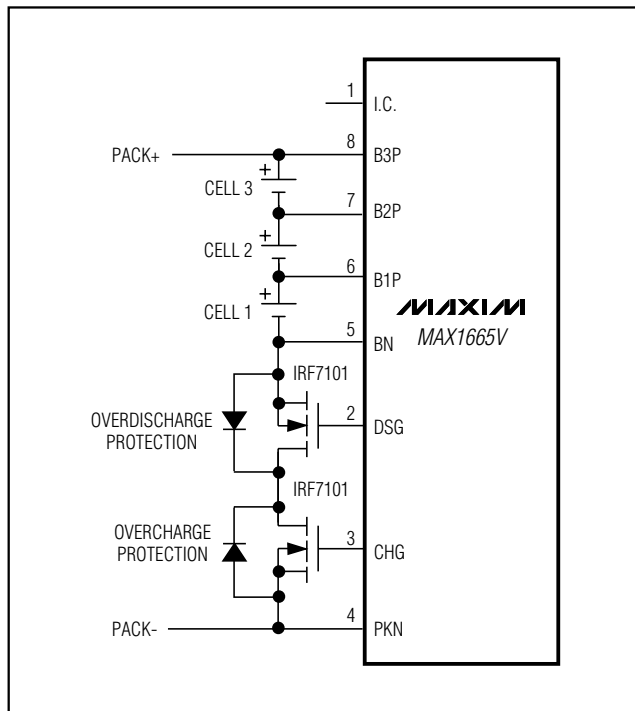 1
I.C.
PACK+
8
B3P
+
CELL 3
7
B2P
+
CELL 2
6
B1P
+
CELL 1
MAXIM
MAX1665V
5
BN
IRF7101
OVERDISCHARGE
PROTECTION
2
DSG
IRF7101
OVERCHARGE
PROTECTION
3
CHG
PACK-
4
PKN